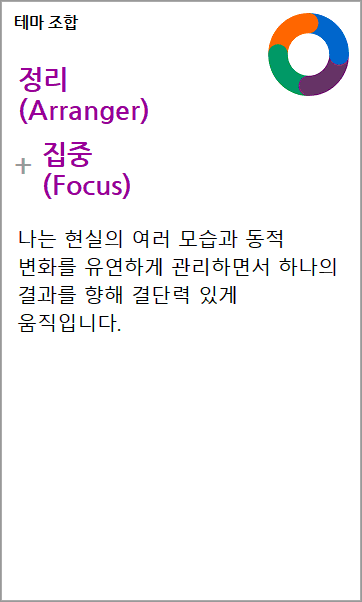 테마 조합
정리
(Arranger)
+ 집중
(Focus)
나는 현실의 여러 모습과 동적
변화를 유연하게 관리하면서 하나의
결과를 향해 결단력 있게
움직입니다.